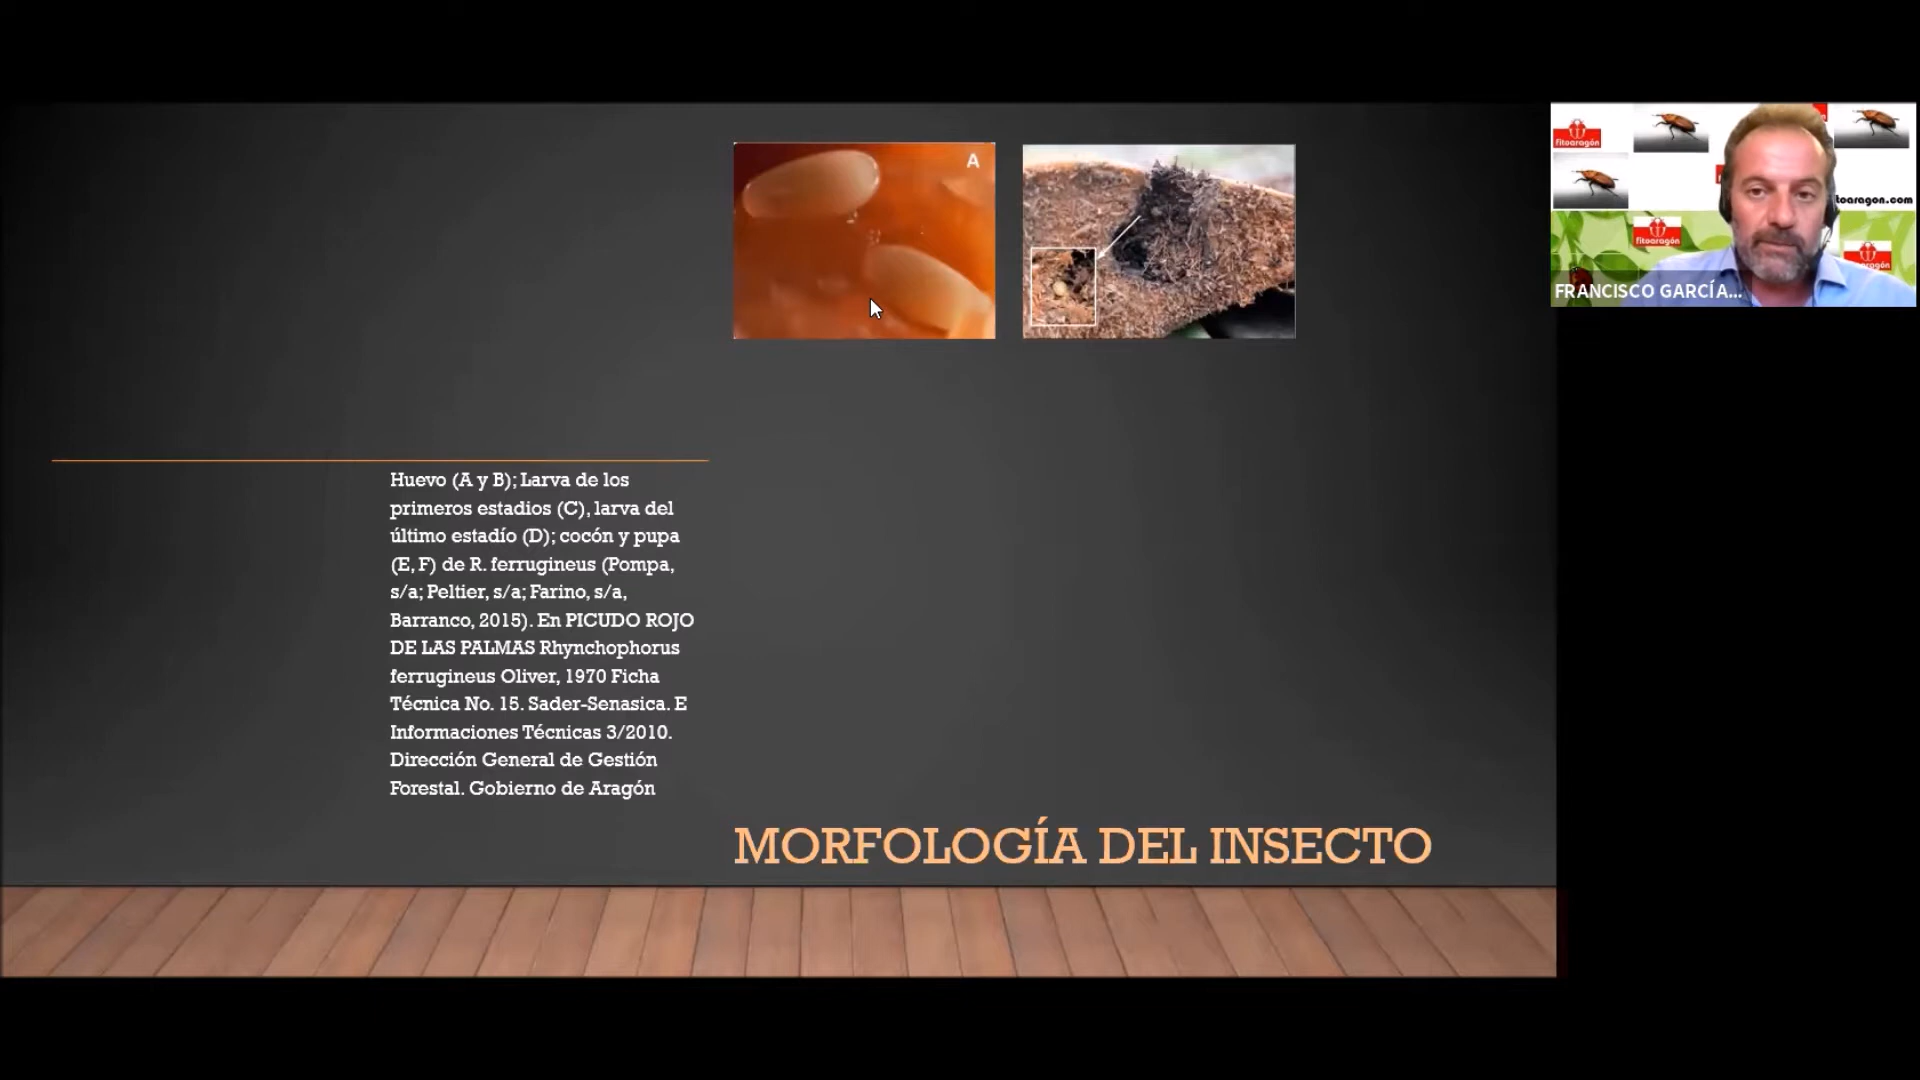 A
fitoaragón
toaragon.com
fitoaragón
aragón
FRANCISCO GARCÍA...
Huevo (A y B); Larva de los
primeros estadios (C), larva del
último estadío (D); cocón y pupa
(E, F) de R. ferrugineus (Pompa,
s/a; Peltier, s/a; Farino, s/a,
Barranco, 2015). En PICUDO ROJO
DE LAS PALMAS Rhynchophorus
ferrugineus Oliver, 1970 Ficha
Técnica No. 15. Sader-Senasica. E
Informaciones Técnicas 3/2010.
Dirección General de Gestión
Forestal. Gobierno de Aragón
MORFOLOGÍA DEL INSECTO